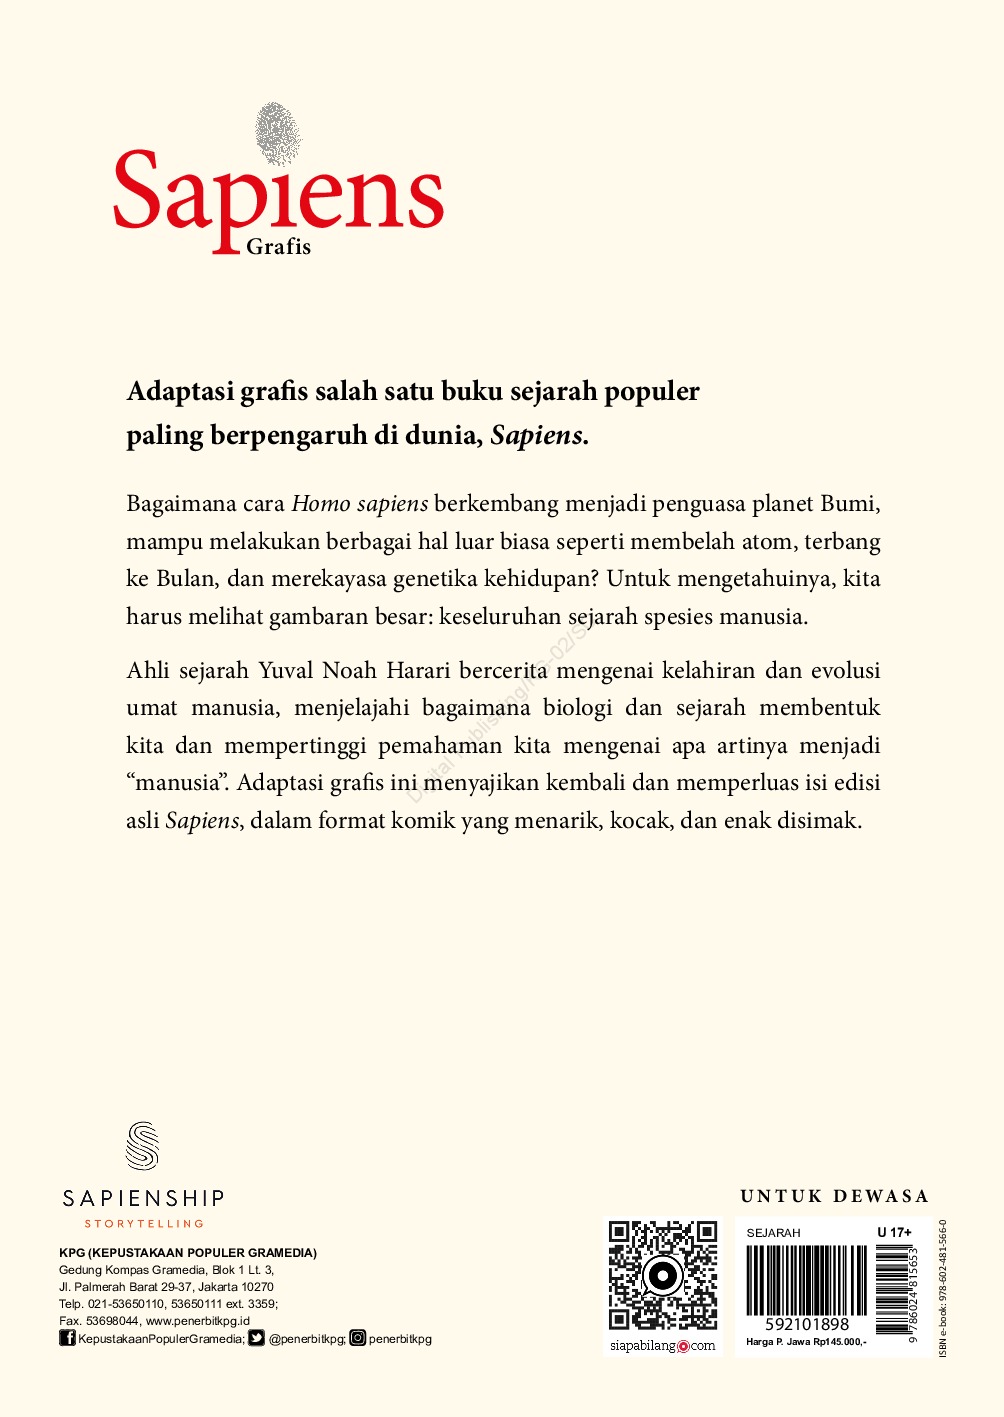 Sapiens
Grafis
Adaptasi grafis salah satu buku sejarah populer
paling berpengaruh di dunia, Sapiens.
Bagaimana cara Homo sapiens berkembang menjadi penguasa planet Bumi,
mampu melakukan berbagai hal luar biasa seperti membelah atom, terbang
ke Bulan, dan merekayasa genetika kehidupan? Untuk mengetahuinya, kita
harus melihat gambaran besar: keseluruhan sejarah spesies manusia.
Ahli sejarah Yuval Noah Harari bercerita mengenai kelahiran dan evolusi
umat manusia, menjelajahi bagaimana biologi dan sejarah membentuk
kita dan mempertinggi pemahaman kita mengenai apa artinya menjadi
“manusia”. Adaptasi grafis ini menyajikan kembali dan memperluas isi edisi
asli Sapiens, dalam format komik yang menarik, kocak, dan enak disimak.
Digital Publishing
SAPIENSHIP
STORYTELLING
KPG (KEPUSTAKAAN POPULER GRAMEDIA)
Gedung Kompas Gramedia, Blok 1 Lt. 3,
Jl. Palmerah Barat 29-37, Jakarta 10270
Telp. 021-53650110, 53650111 ext. 3359;
Fax. 53698044, www.penerbitkpg.id
KepustakaanPopulerGramedia; @penerbitkpg; penerbitkpg
siapabilang.com
UNTUK DEWASA
SEJARAH U 17+
592101898
Harga P. Jawa Rp145.000,-
9 786024 815653
ISBN e-book: 978-602-481-566-0